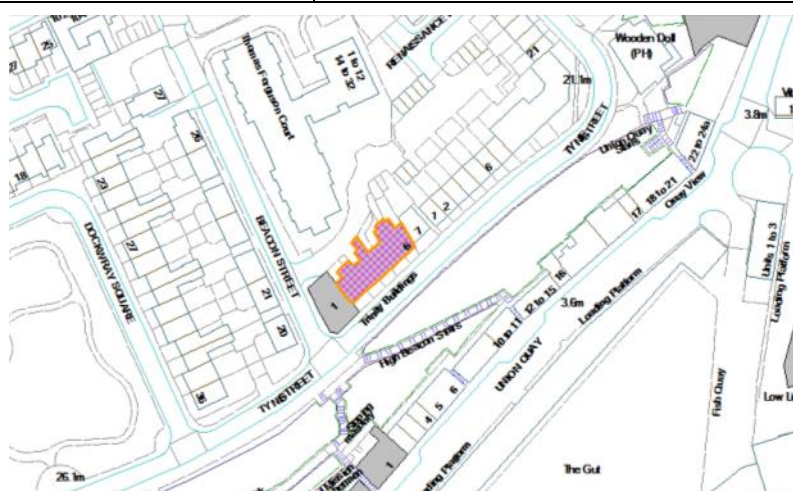 25
27
Thomas Ferguson Court
1 to 12
14 to 32
RENAISSANCE
21
Wooden Doll
(PH)
21.1m
TYNE STREET
3.8m
1
Union Quay
Stairs
22 to 24a
18
23
26
27
DOCKWRAY SQUARE
BEACON STREET
21
20
36
6
2
1
7
6
1
Trinity Buildings
TYNE STREET
High Beacon Stairs
Quay View
18 to 21
17
16
12 to 15
10 to 11
3.6m
UNION QUAY
Loading Platform
Units 1 to 3
Loading Platform
Fish Quay
6
5
4
1
The Gut
26.1m